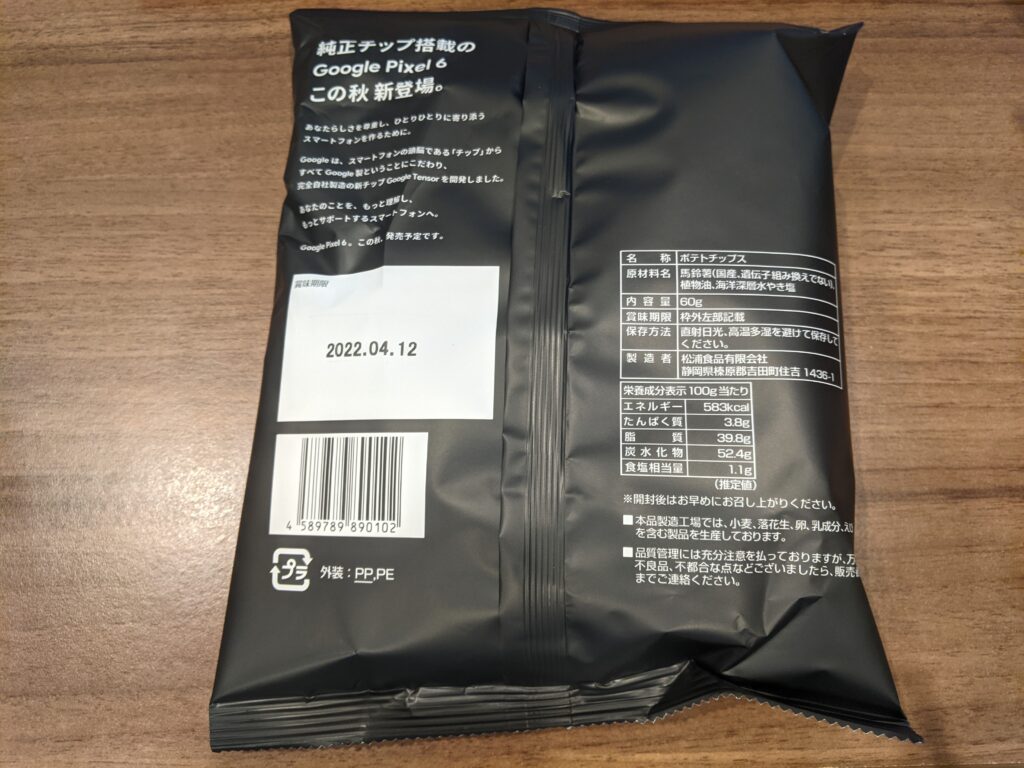 純正チップ搭載の
Google Pixel 6
この秋 新登場。
あなたらしさを尊重し、ひとりひとりに寄り添う
スマートフォンを作るために。
Google は、スマートフォンの頭脳である「チップ」から
すべて Google 製ということにこだわり、
完全自社製造の新チップ Google Tensor を開発しました。
あなたのことを、もっと理解し、
もっとサポートするスマートフォンへ。
Google Pixel 6 。この秋、発売予定です。
賞味期限
2022.04.12
4 589789 890102
プラ
外装：PP,PE
名称 ポテトチップス
原材料名 馬鈴薯(国産、遺伝子組み換えでない)、
植物油、海洋深層水やき塩
内容量 60g
賞味期限 枠外左部記載
保存方法 直射日光、高温多湿を避けて保存して
ください。
製造者 松浦食品有限会社
静岡県榛原郡吉田町住吉 1436-1
栄養成分表示 100g当たり
エネルギー 583kcal
たんぱく質 3.8g
脂質 39.8g
炭水化物 52.4g
食塩相当量 1.1g
(推定値)
※開封後はお早めにお召し上がりください。
■本品製造工場では、小麦、落花生、卵、乳成分、
を含む製品を生産しております。
■品質管理には充分注意を払っておりますが、万
不良品、不都合な点などございましたら、販売
までご連絡ください。